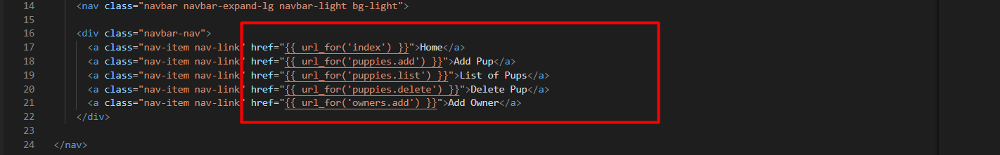 14 <nav class="navbar navbar-expand-lg navbar-light bg-light">
15
16 <div class="navbar-nav">
17 <a class="nav-item nav-link" href="{{ url_for('index') }}">Home</a>
18 <a class="nav-item nav-link" href="{{ url_for('puppies.add') }}">Add Pup</a>
19 <a class="nav-item nav-link" href="{{ url_for('puppies.list') }}">List of Pups</a>
20 <a class="nav-item nav-link" href="{{ url_for('puppies.delete') }}">Delete Pup</a>
21 <a class="nav-item nav-link" href="{{ url_for('owners.add') }}">Add Owner</a>
22 </div>
23
24 </nav>